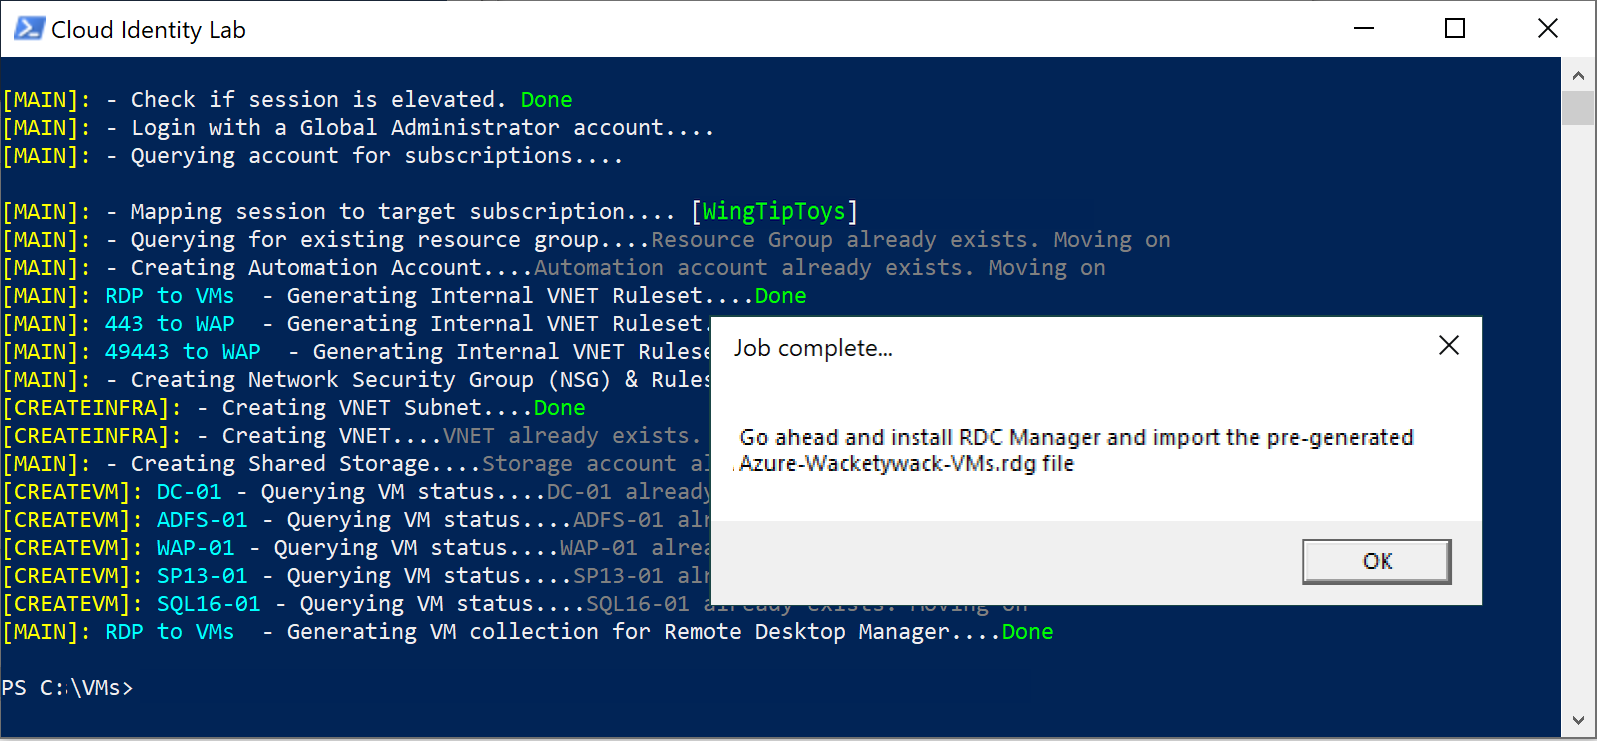 Cloud Identity Lab
[MAIN]: - Check if session is elevated. Done
[MAIN]: - Login with a Global Administrator account....
[MAIN]: - Querying account for subscriptions....
[MAIN]: - Mapping session to target subscription.... [WingTipToys]
[MAIN]: - Querying for existing resource group....Resource Group already exists. Moving on
[MAIN]: - Creating Automation Account....Automation account already exists. Moving on
[MAIN]: RDP to VMs  - Generating Internal VNET Ruleset....Done
[MAIN]: 443 to WAP  - Generating Internal VNET Ruleset.
[MAIN]: 49443 to WAP  - Generating Internal VNET Rulese
[MAIN]: - Creating Network Security Group (NSG) & Rules
[CREATEINFRA]: - Creating VNET Subnet....Done
[CREATEINFRA]: - Creating VNET....VNET already exists.
[MAIN]: - Creating Shared Storage....Storage account al
[CREATEVM]: DC-01 - Querying VM status....DC-01 already
[CREATEVM]: ADFS-01 - Querying VM status....ADFS-01 alr
[CREATEVM]: WAP-01 - Querying VM status....WAP-01 alrea
[CREATEVM]: SP13-01 - Querying VM status....SP13-01 alr
[CREATEVM]: SQL16-01 - Querying VM status....SQL16-01 already exists. Moving on
[MAIN]: RDP to VMs  - Generating VM collection for Remote Desktop Manager....Done
PS C:\VMs>
Job complete...
Go ahead and install RDC Manager and import the pre-generated
Azure-Wacketywack-VMs.rdg file
OK